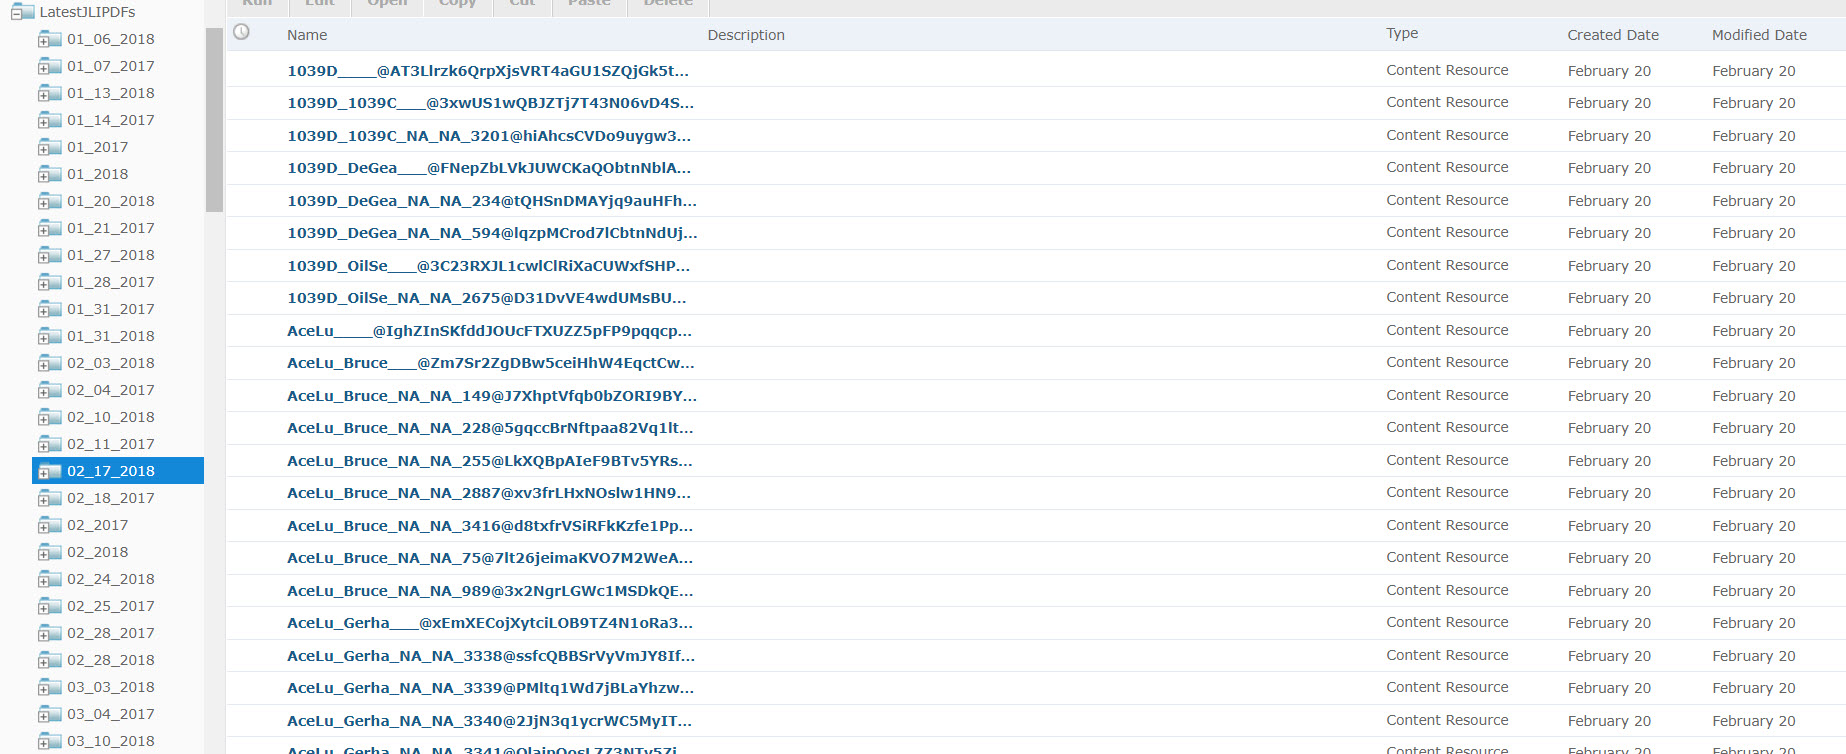 LatestJLIPDFs
01_06_2018
01_07_2017
01_13_2018
01_14_2017
01_2017
01_2018
01_20_2018
01_21_2017
01_27_2018
01_28_2017
01_31_2017
01_31_2018
02_03_2018
02_04_2017
02_10_2018
02_11_2017
02_17_2018
02_18_2017
02_2017
02_2018
02_24_2018
02_25_2017
02_28_2017
02_28_2018
03_03_2018
03_04_2017
03_10_2018
Run Edit Open Copy Cut Paste Delete
Name Description Type Created Date Modified Date
1039D____@AT3Llrzk6QrpXjsVRT4aGU1SZQjGk5t... Content Resource February 20 February 20
1039D_1039C___@3xwUS1wQBJZTj7T43N06vD4S... Content Resource February 20 February 20
1039D_1039C_NA_NA_3201@hiAhcsCVDo9uygw3... Content Resource February 20 February 20
1039D_DeGea___@FNepZbLVkJUWCKaQObtnNblA... Content Resource February 20 February 20
1039D_DeGea_NA_NA_234@tQHSnDMAYjq9auHFh... Content Resource February 20 February 20
1039D_DeGea_NA_NA_594@lqzpMCrod7lCbtnNdUj... Content Resource February 20 February 20
1039D_OilSe___@3C23RXJL1cwlClRiXaCUWxfSHP... Content Resource February 20 February 20
1039D_OilSe_NA_NA_2675@D31DvVE4wdUMsBU... Content Resource February 20 February 20
AceLu____@IghZInSKfddJOUcFTXUZZ5pFP9pqqcp... Content Resource February 20 February 20
AceLu_Bruce___@Zm7Sr2ZgDBw5ceiHhW4EqctCw... Content Resource February 20 February 20
AceLu_Bruce_NA_NA_149@J7XhptVfqb0bZORI9BY... Content Resource February 20 February 20
AceLu_Bruce_NA_NA_228@5gqccBrNftpaa82Vq1lt... Content Resource February 20 February 20
AceLu_Bruce_NA_NA_255@LkXQBpAIeF9BTv5YRs... Content Resource February 20 February 20
AceLu_Bruce_NA_NA_2887@xv3frLHxNOslw1HN9... Content Resource February 20 February 20
AceLu_Bruce_NA_NA_3416@d8txfrVSiRFkKzfe1Pp... Content Resource February 20 February 20
AceLu_Bruce_NA_NA_75@7lt26jeimaKVO7M2WeA... Content Resource February 20 February 20
AceLu_Bruce_NA_NA_989@3x2NgrLGWc1MSDkQE... Content Resource February 20 February 20
AceLu_Gerha___@xEmXECojXytciLOB9TZ4N1oRa3... Content Resource February 20 February 20
AceLu_Gerha_NA_NA_3338@ssfcQBBSrVyVmJY8If... Content Resource February 20 February 20
AceLu_Gerha_NA_NA_3339@PMltq1Wd7jBLaYhzw... Content Resource February 20 February 20
AceLu_Gerha_NA_NA_3340@2JjN3q1ycrWC5MyIT... Content Resource February 20 February 20
Content Resource February 20 February 20